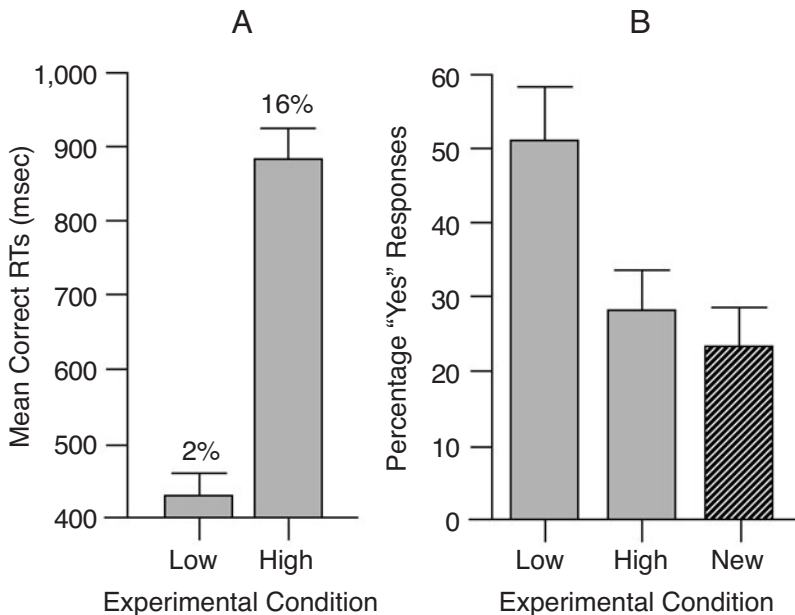 A
Mean Correct RTs (msec)
1,000
900
800
700
600
500
400
2%
16%
Low High
Experimental Condition
B
Percentage “Yes” Responses
60
50
40
30
20
10
0
Low High New
Experimental Condition